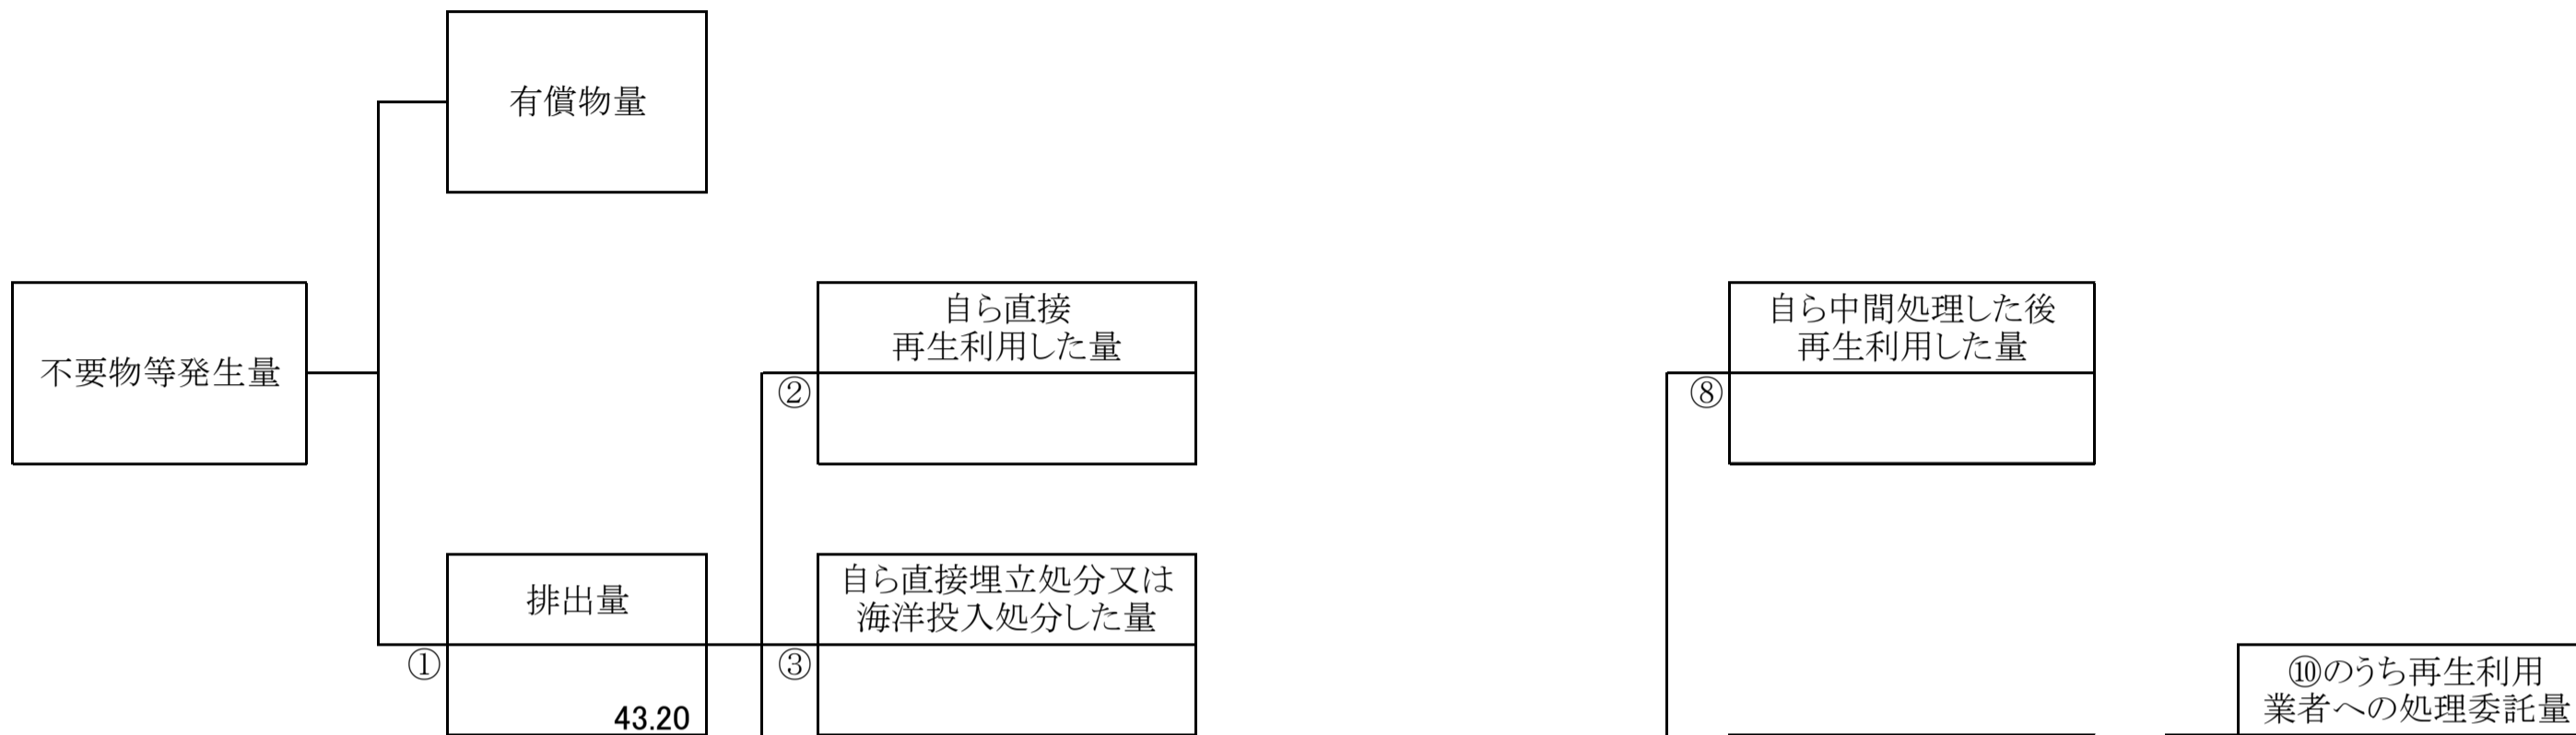 有償物量
不要物等発生量
自ら直接
再生利用した量
②
自ら中間処理した後
再生利用した量
⑧
排出量
①
43.20
自ら直接埋立処分又は
海洋投入処分した量
③
⑩のうち再生利用
業者への処理委託量